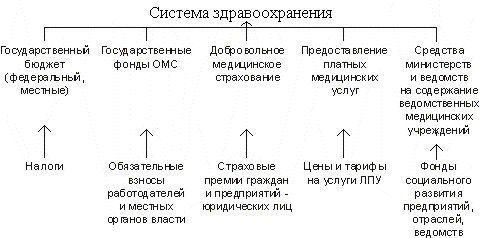 Система здравоохранения
Государственный
бюджет
(федеральный,
местные)
Государственные
фонды ОМС
Добровольное
медицинское
страхование
Предоставление
платных
медицинских
услуг
Средства
министерств
и ведомств
на содержание
ведомственных
медицинских
учреждений
Налоги
Обязательные
взносы
работодателей
и местных
органов власти
Страховые
премии граждан
и предприятий -
юридических лиц
Цены и тарифы
на услуги ЛПУ
Фонды
социального
развития
предприятий,
отраслей,
ведомств